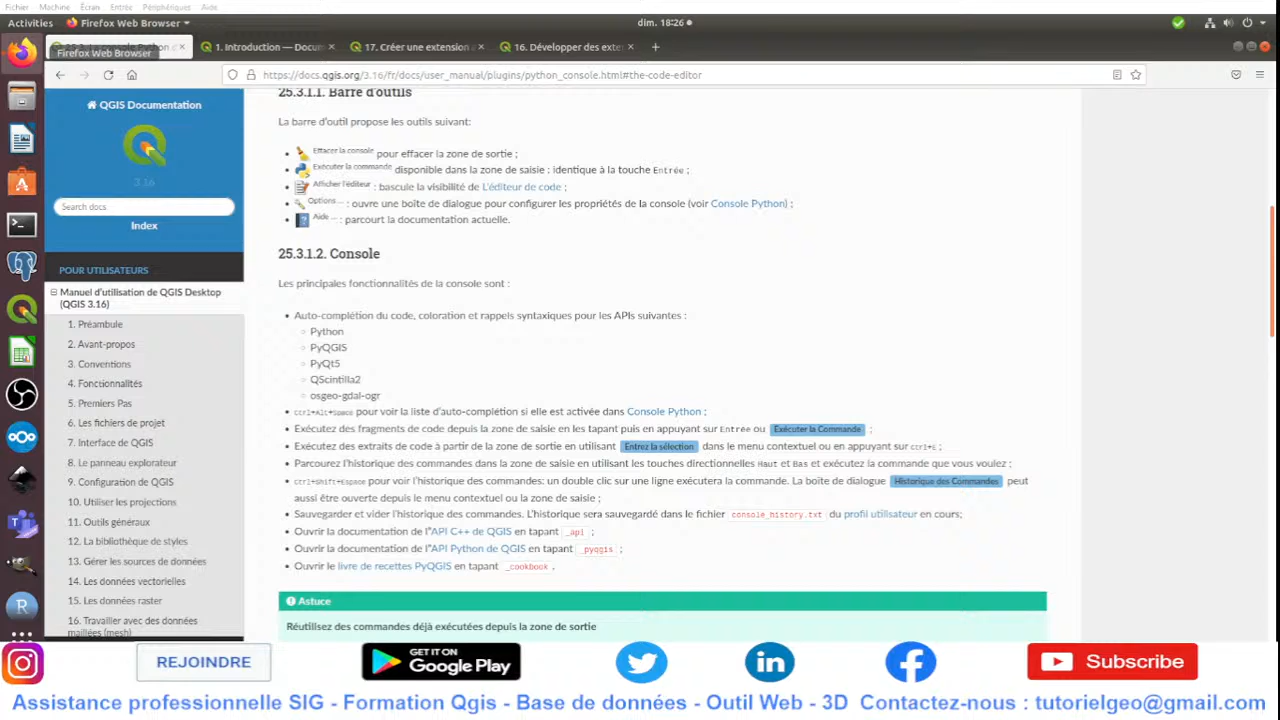 Fichier Machine Écran Entrée Périphériques Aide
Activities Firefox Web Browser dim. 18:26
25.3. La console Python
1. Introduction — Docum
17. Créer une extension
16. Développer des exte
Firefox Web Browser
https://docs.qgis.org/3.16/fr/docs/user_manual/plugins/python_console.html#the-code-editor
QGIS Documentation
3.16
Search docs
Index
POUR UTILISATEURS
Manuel d'utilisation de QGIS Desktop
(QGIS 3.16)
1. Préambule
2. Avant-propos
3. Conventions
4. Fonctionnalités
5. Premiers Pas
6. Les fichiers de projet
7. Interface de QGIS
8. Le panneau explorateur
9. Configuration de QGIS
10. Utiliser les projections
11. Outils généraux
12. La bibliothèque de styles
13. Gérer les sources de données
14. Les données vectorielles
15. Les données raster
16. Travailler avec des données
maillées (mesh)
25.3.1.1. Barre d'outils
La barre d'outil propose les outils suivant:
Effacer la console pour effacer la zone de sortie ;
Exécuter la commande disponible dans la zone de saisie : identique à la touche Entrée ;
Afficher l'éditeur : bascule la visibilité de L'éditeur de code ;
Options … : ouvre une boîte de dialogue pour configurer les propriétés de la console (voir Console Python) ;
Aide … : parcourt la documentation actuelle.
25.3.1.2. Console
Les principales fonctionnalités de la console sont :
Auto-complétion du code, coloration et rappels syntaxiques pour les APIs suivantes :
Python
PyQGIS
PyQt5
QScintilla2
osgeo-gdal-ogr
Ctrl+Alt+Space pour voir la liste d'auto-complétion si elle est activée dans Console Python ;
Exécutez des fragments de code depuis la zone de saisie en les tapant puis en appuyant sur Entrée ou Exécuter la Commande ;
Exécutez des extraits de code à partir de la zone de sortie en utilisant Entrez la sélection dans le menu contextuel ou en appuyant sur Ctrl+E ;
Parcourez l'historique des commandes dans la zone de saisie en utilisant les touches directionnelles Haut et Bas et exécutez la commande que vous voulez ;
Ctrl+Shift+Espace pour voir l'historique des commandes: un double clic sur une ligne exécutera la commande. La boîte de dialogue Historique des Commandes peut
aussi être ouverte depuis le menu contextuel ou la zone de saisie ;
Sauvegarder et vider l'historique des commandes. L'historique sera sauvegardé dans le fichier console_history.txt du profil utilisateur en cours;
Ouvrir la documentation de l'"API C++ de QGIS en tapant _api ;
Ouvrir la documentation de l'"API Python de QGIS en tapant _pyqgis ;
Ouvrir le livre de recettes PyQGIS en tapant _cookbook .
Astuce
Réutilisez des commandes déjà exécutées depuis la zone de sortie
REJOINDRE
GET IT ON
Google Play
Subscribe
Assistance professionnelle SIG - Formation Qgis - Base de données - Outil Web - 3D Contactez-nous : tutorielgeo@gmail.com